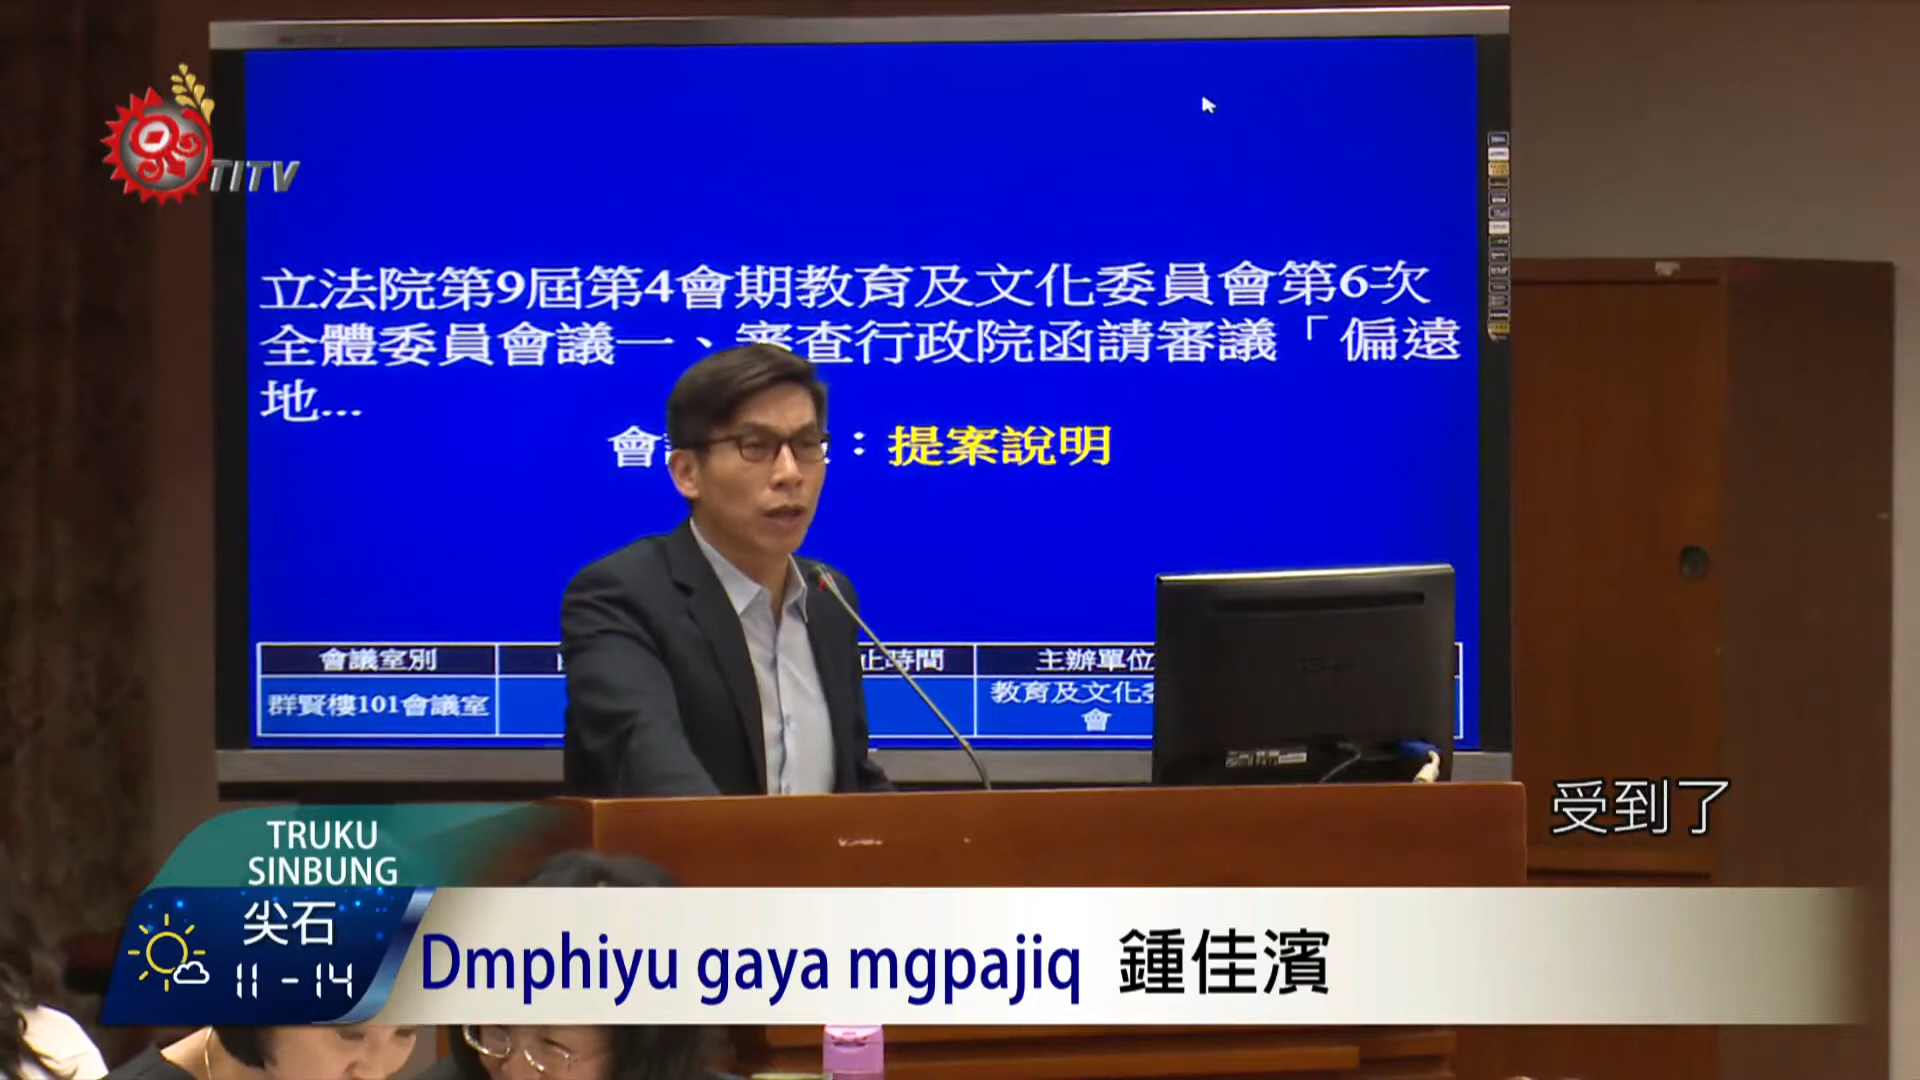 TITV
立法院第9屆第4會期教育及文化委員會第6次
全體委員會議一、審查行政院函請審議「偏遠
地...
會 : 提案說明
會議室別 止時間 主辦單位
群賢樓101會議室 教育及文化委
會
受到了
TRUKU
SINBUNG
尖石
11-14
Dmphiyu gaya mgpajiq 鍾佳濱